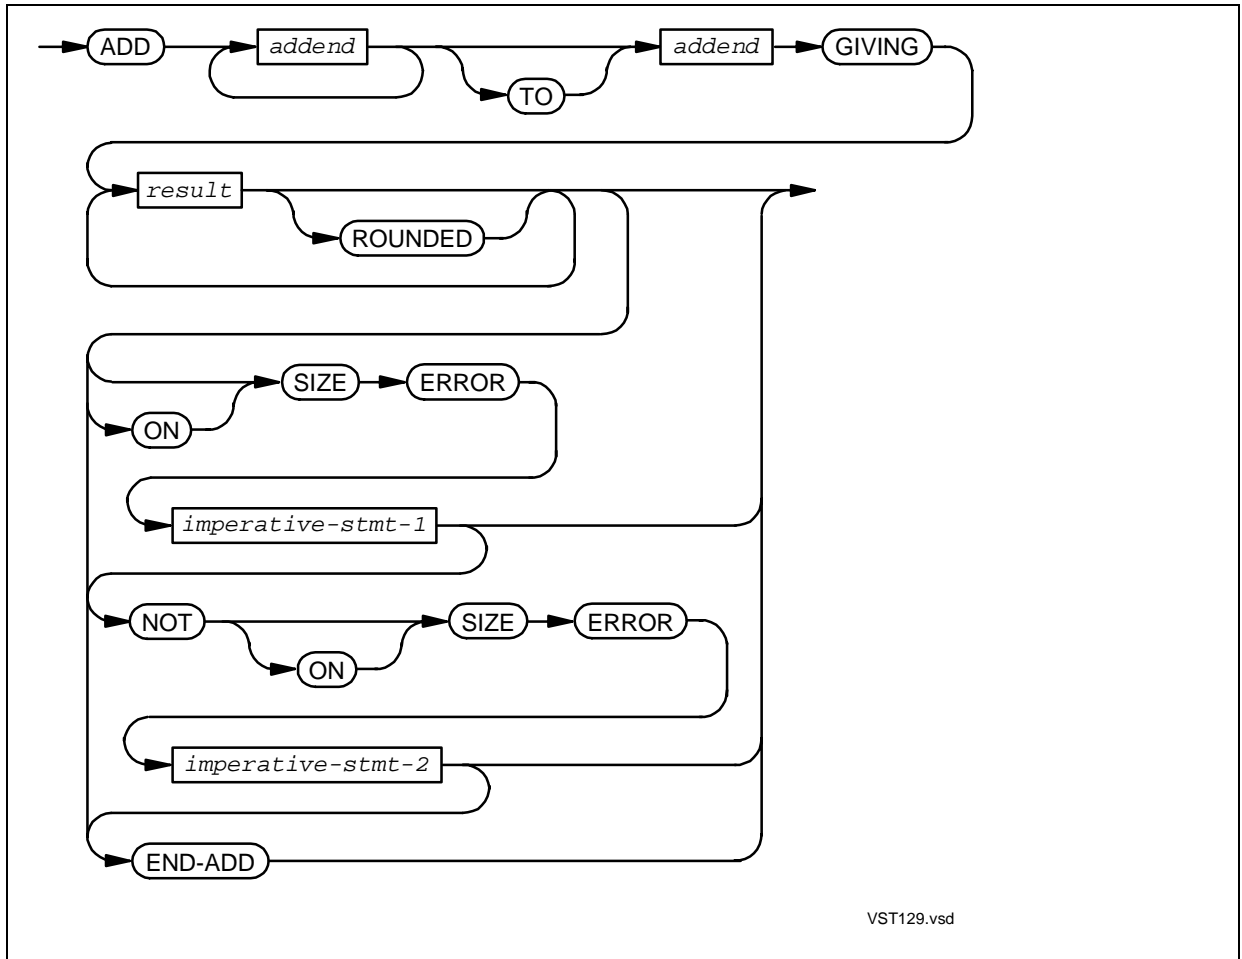 ADD addend TO addend GIVING
result ROUNDED
ON SIZE ERROR
imperative-stmt-1
NOT ON SIZE ERROR
imperative-stmt-2
END-ADD
VST129.vsd